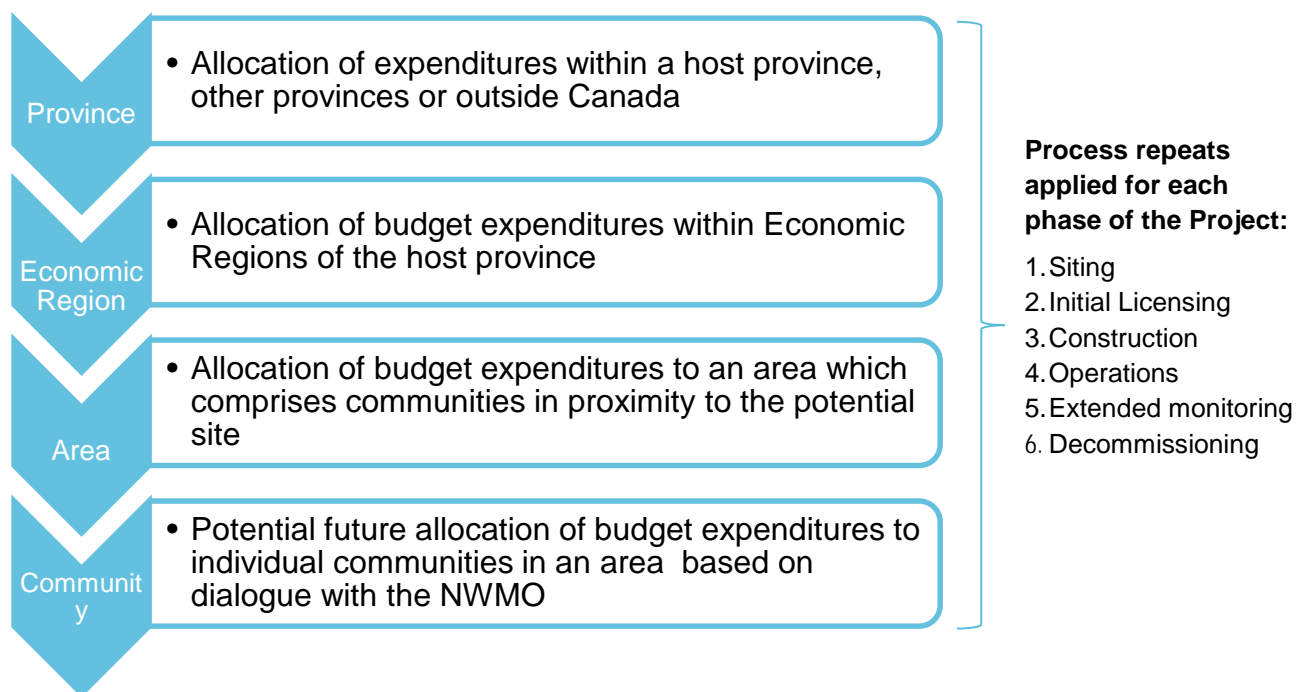 Province
• Allocation of expenditures within a host province,
other provinces or outside Canada
Economic
Region
• Allocation of budget expenditures within Economic
Regions of the host province
Area
• Allocation of budget expenditures to an area which
comprises communities in proximity to the potential
site
Communit
y
• Potential future allocation of budget expenditures to
individual communities in an area based on
dialogue with the NWMO
Process repeats
applied for each
phase of the Project:
1.Siting
2.Initial Licensing
3.Construction
4.Operations
5.Extended monitoring
6. Decommissioning